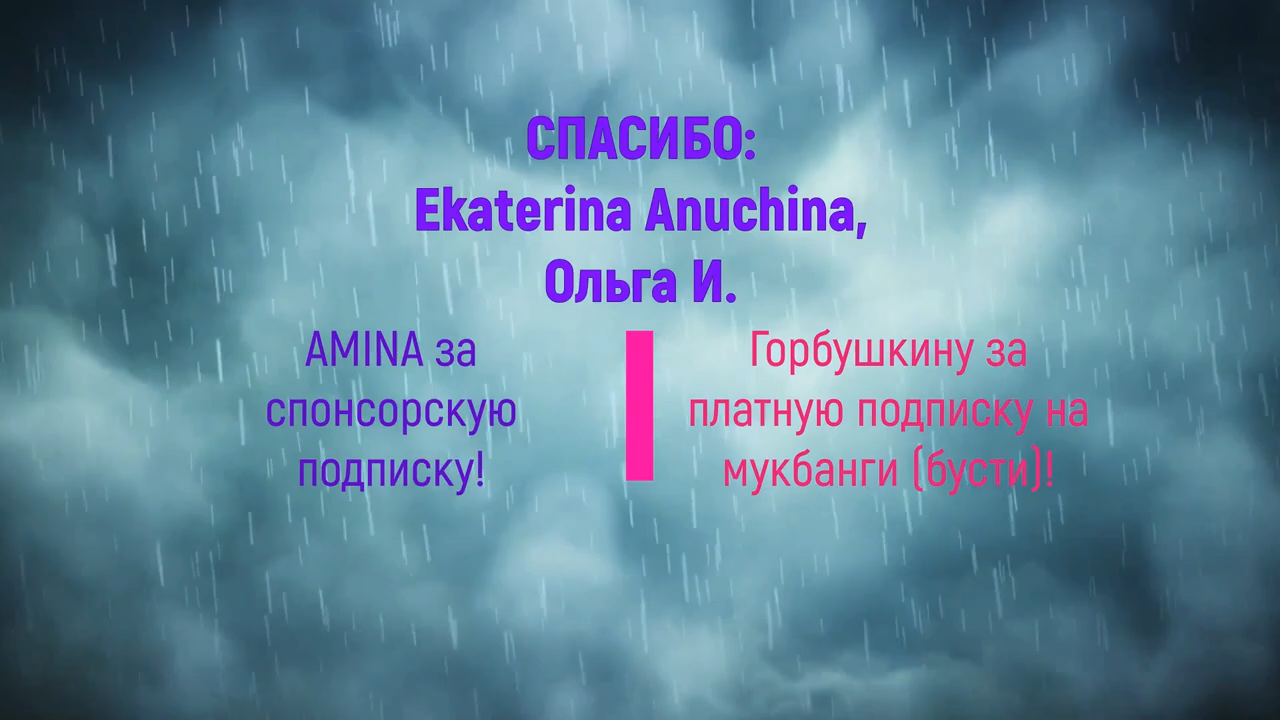 СПАСИБО:
Ekaterina Anuchina,
Ольга И.
AMINA за
спонсорскую
подписку!
Горбушкину за
платную подписку на
мукбанги (бусти)!